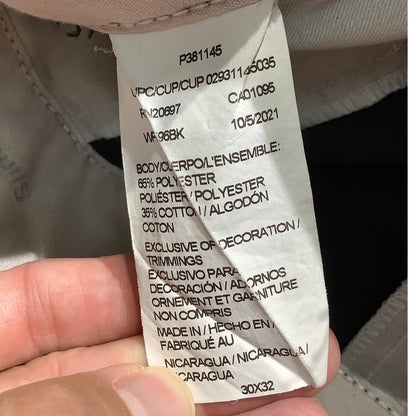 P381145
UPC/CUP/CUP 02931145035
RN20697 CA01095
10/5/2021
BODY/CUERPO/L'ENSEMBLE:
65% POLYESTER
POLIÉSTER / POLYESTER
35% COTTON / ALGODÓN
COTON
EXCLUSIVE OF DECORATION /
TRIMMINGS
EXCLUSIVO PARA
DECORACIÓN / ADORNOS
ORNEMENT ET GARNITURE
MADE IN / HECHO EN /
FABRIQUÉ AU
NICARAGUA / NICARAGUA /
NICARAGUA
30X32